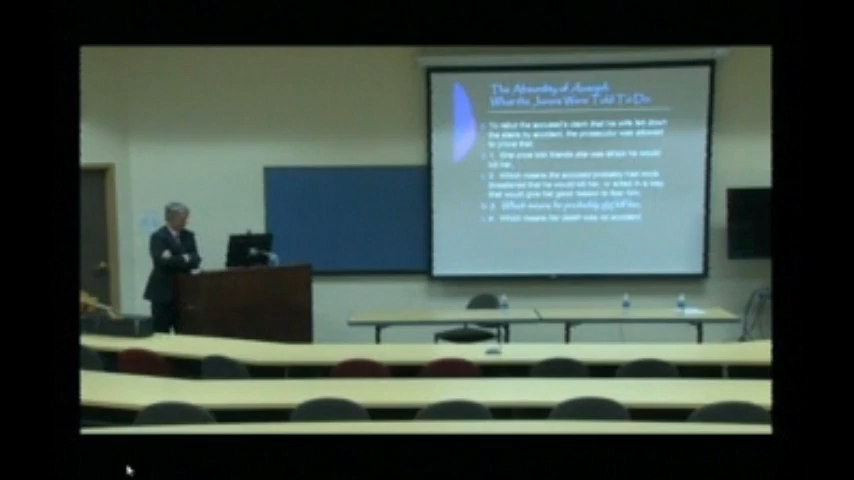 The Absurdity of
What the Jurors Were Told To Do
To rebut the accused's claim that his wife fell down
the stairs by accident, the prosecutor was allowed
to prove that:
1. She once told friends she was afraid he would
kill her.
2. Which means the accused probably had once
threatened that he would kill her, or acted in a way
that would give her good reason to fear him;
3. Which means he probably did kill her;
4. Which means her death was no accident